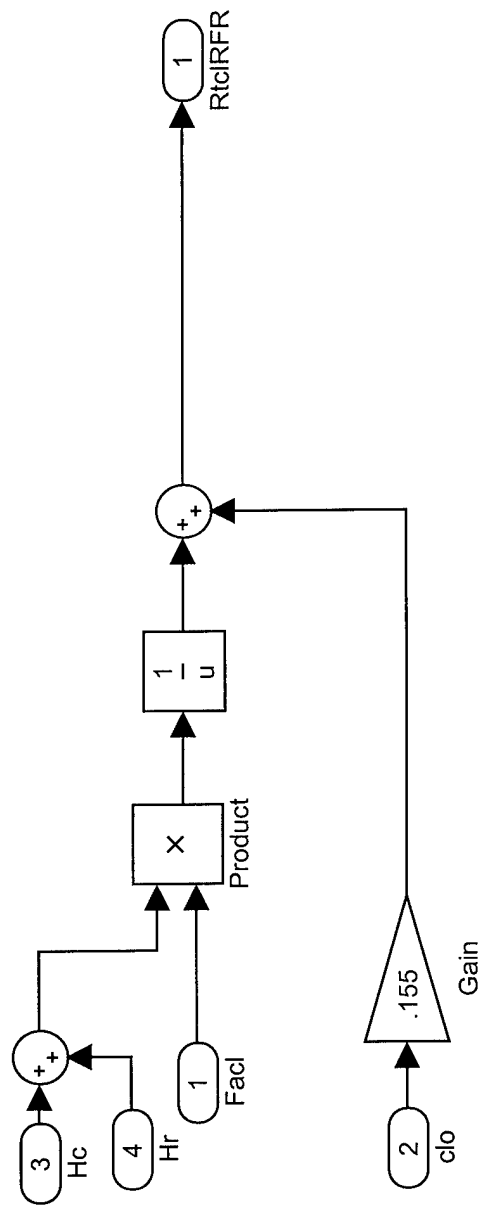 3
Hc
4
Hr
+
+
1
Facl
×
Product
1
u
+
+
1
RtclRFR
2
clo
.155
Gain